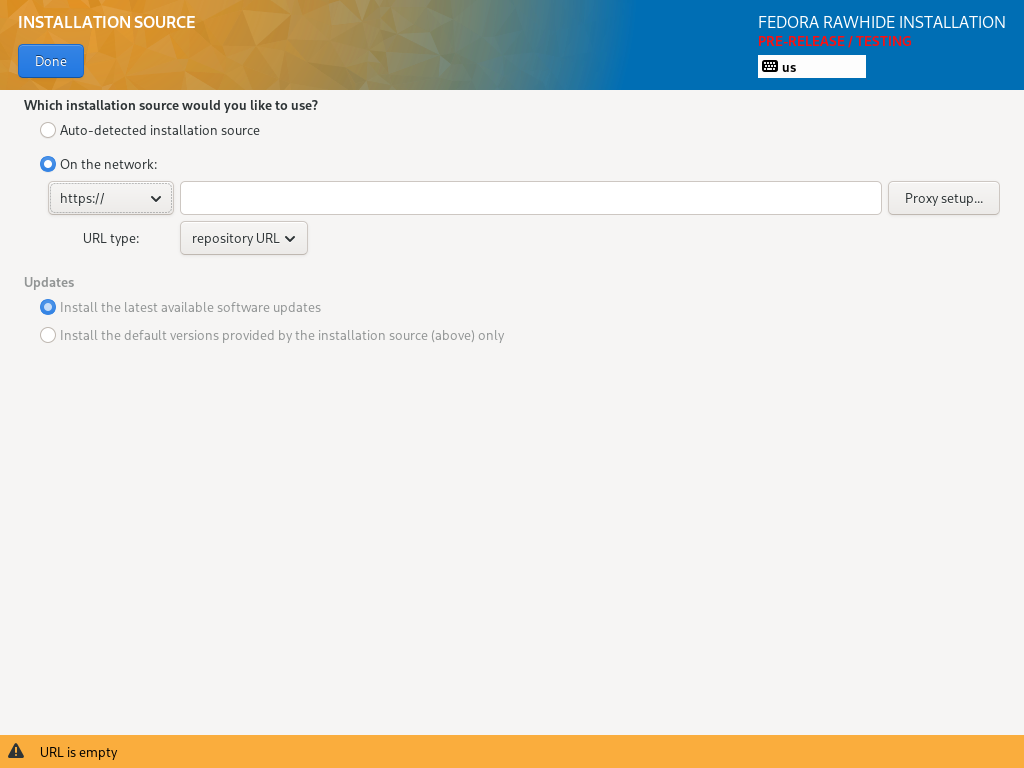 INSTALLATION SOURCE
FEDORA RAWHIDE INSTALLATION
PRE-RELEASE / TESTING
Done
us
Which installation source would you like to use?
Auto-detected installation source
On the network:
https://
Proxy setup...
URL type:
repository URL
Updates
Install the latest available software updates
Install the default versions provided by the installation source (above) only
URL is empty